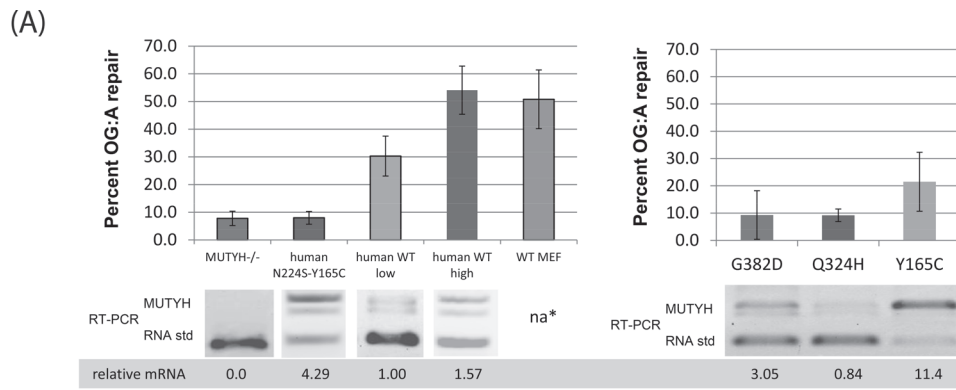 (A)
Percent OG:A repair
70.0
60.0
50.0
40.0
30.0
20.0
10.0
0.0
MUTYH-/-
human
N224S-Y165C
human WT
low
human WT
high
WT MEF
MUTYH
RT-PCR
RNA std
na*
relative mRNA 0.0 4.29 1.00 1.57
Percent OG:A repair
70.0
60.0
50.0
40.0
30.0
20.0
10.0
0.0
G382D Q324H Y165C
MUTYH
RT-PCR
RNA std
3.05 0.84 11.4